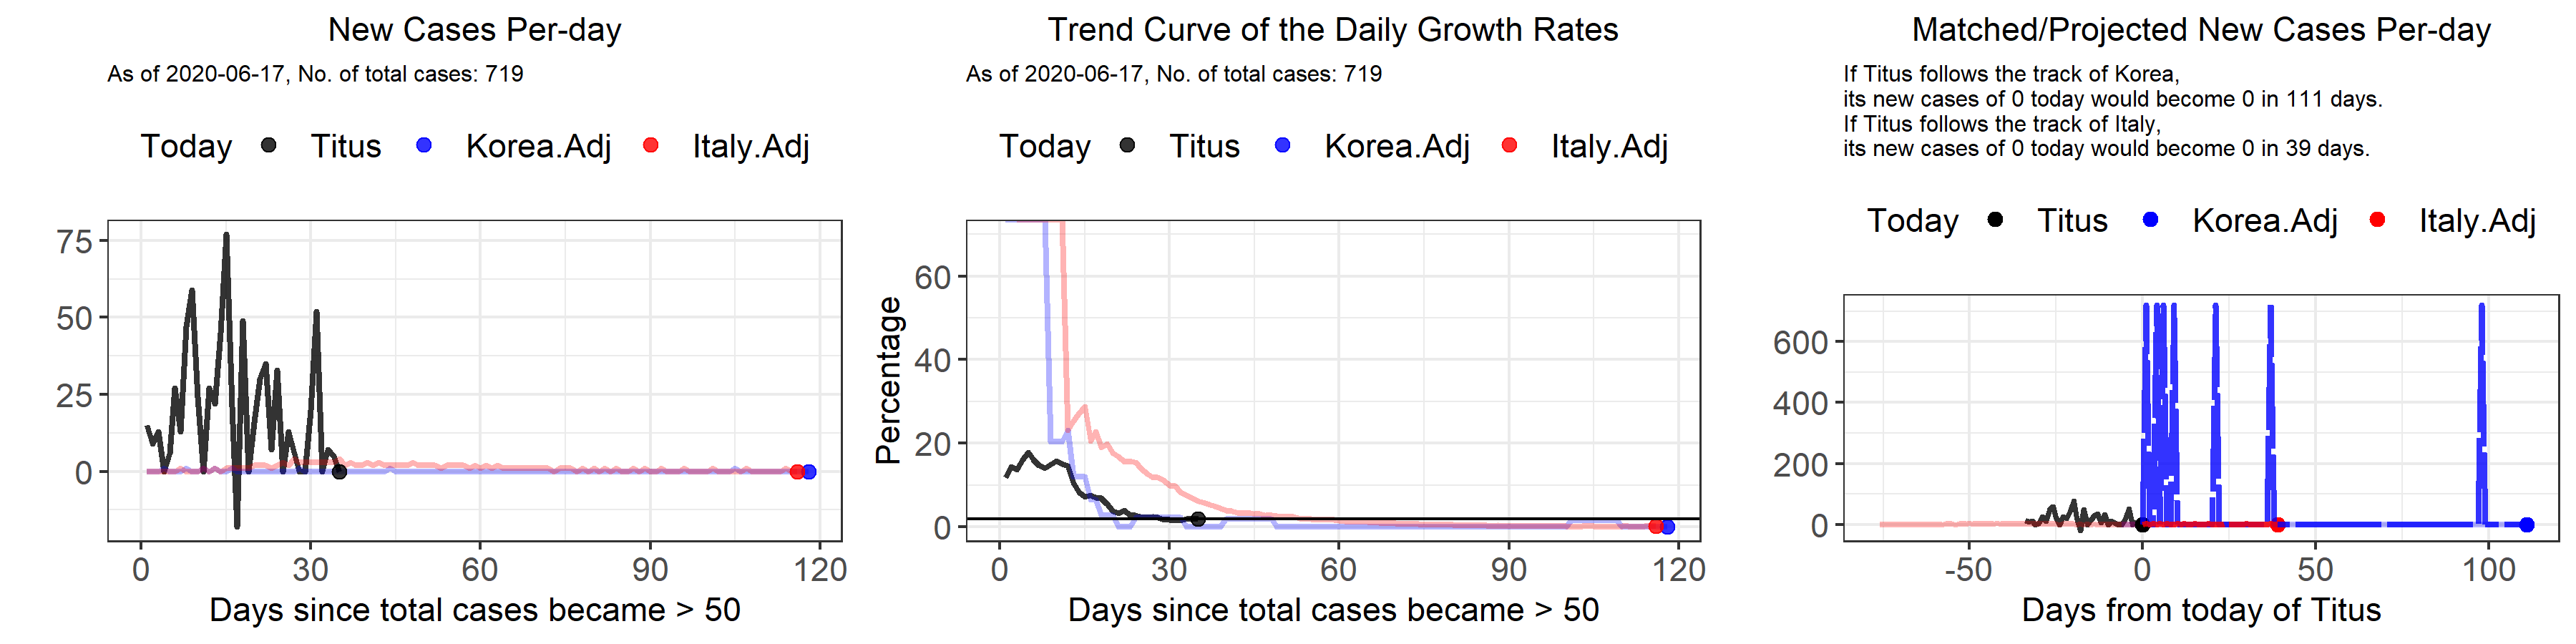 New Cases Per-day
As of 2020-06-17, No. of total cases: 719
Today Titus Korea.Adj Italy.Adj
75
50
25
0
0 30 60 90 120
Days since total cases became > 50
Trend Curve of the Daily Growth Rates
As of 2020-06-17, No. of total cases: 719
Today Titus Korea.Adj Italy.Adj
Percentage
60
40
20
0
0 30 60 90 120
Days since total cases became > 50
Matched/Projected New Cases Per-day
If Titus follows the track of Korea,
its new cases of 0 today would become 0 in 111 days.
If Titus follows the track of Italy,
its new cases of 0 today would become 0 in 39 days.
Today Titus Korea.Adj Italy.Adj
600
400
200
0
-50 0 50 100
Days from today of Titus